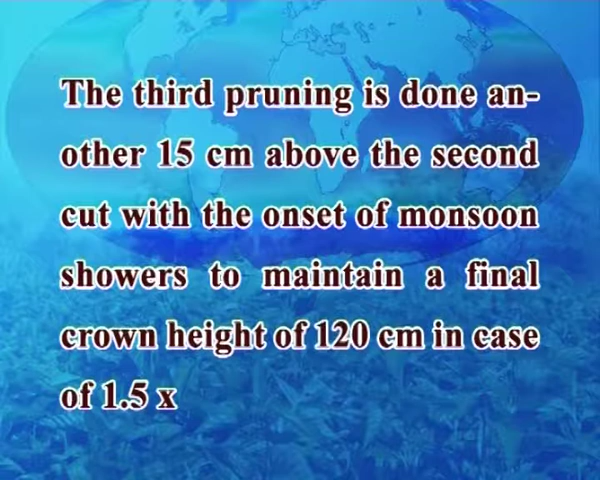 The third pruning is done an-
other 15 cm above the second
cut with the onset of monsoon
showers to maintain a final
crown height of 120 cm in case
of 1.5 x